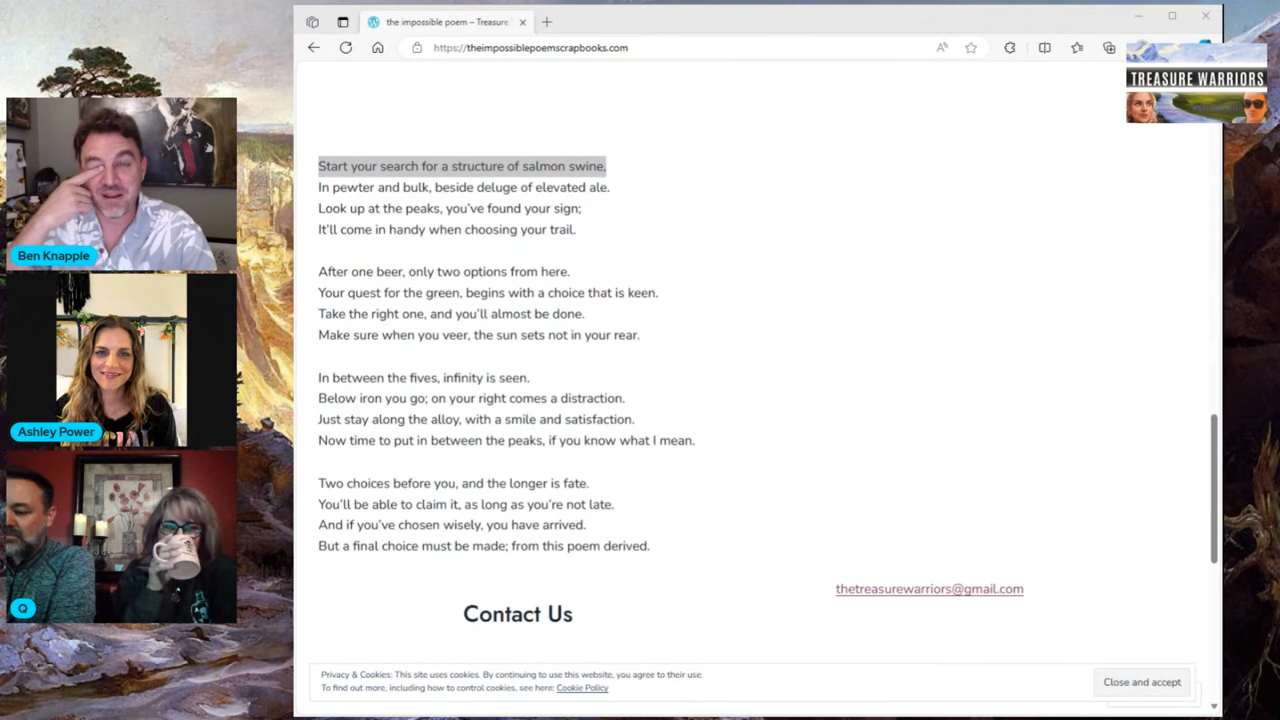 the impossible poem – Treasure
https://theimpossiblepoemscrapbooks.com
TREASURE WARRIORS
Start your search for a structure of salmon swine,
In pewter and bulk, beside deluge of elevated ale.
Look up at the peaks, you've found your sign;
It'll come in handy when choosing your trail.
After one beer, only two options from here.
Your quest for the green, begins with a choice that is keen.
Take the right one, and you'll almost be done.
Make sure when you veer, the sun sets not in your rear.
In between the fives, infinity is seen.
Below iron you go; on your right comes a distraction.
Just stay along the alloy, with a smile and satisfaction.
Now time to put in between the peaks, if you know what I mean.
Two choices before you, and the longer is fate.
You'll be able to claim it, as long as you're not late.
And if you've chosen wisely, you have arrived.
But a final choice must be made; from this poem derived.
thetreasurewarriors@gmail.com
Contact Us
Privacy & Cookies: This site uses cookies. By continuing to use this website, you agree to their use.
To find out more, including how to control cookies, see here: Cookie Policy
Close and accept
Ben Knapple
Ashley Power
Q